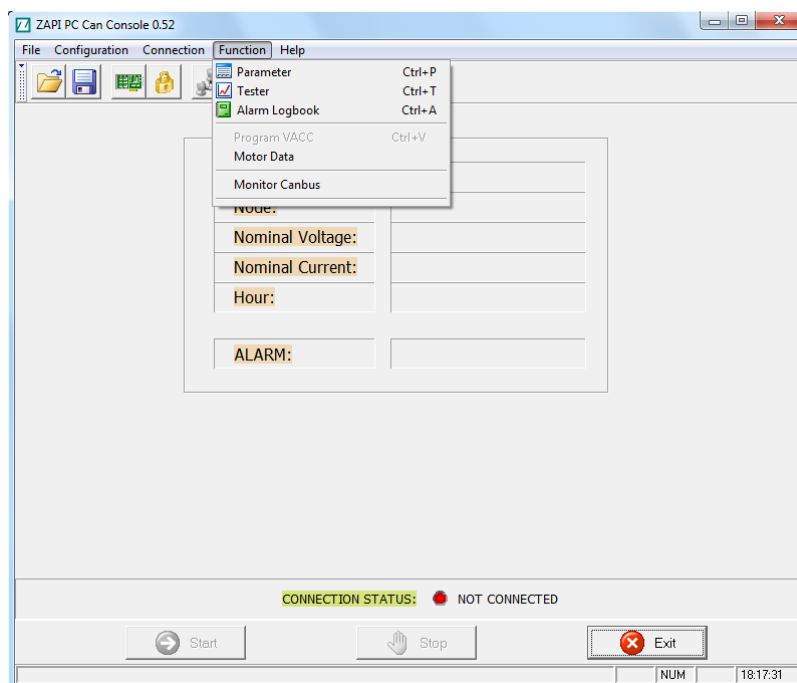 ZAPI PC Can Console 0.52
File Configuration Connection Function Help
Parameter Ctrl+P
Tester Ctrl+T
Alarm Logbook Ctrl+A
Program VACC Ctrl+V
Motor Data
Monitor Canbus
Node:
Nominal Voltage:
Nominal Current:
Hour:
ALARM:
CONNECTION STATUS: NOT CONNECTED
Start Stop Exit
NUM 18:17:31